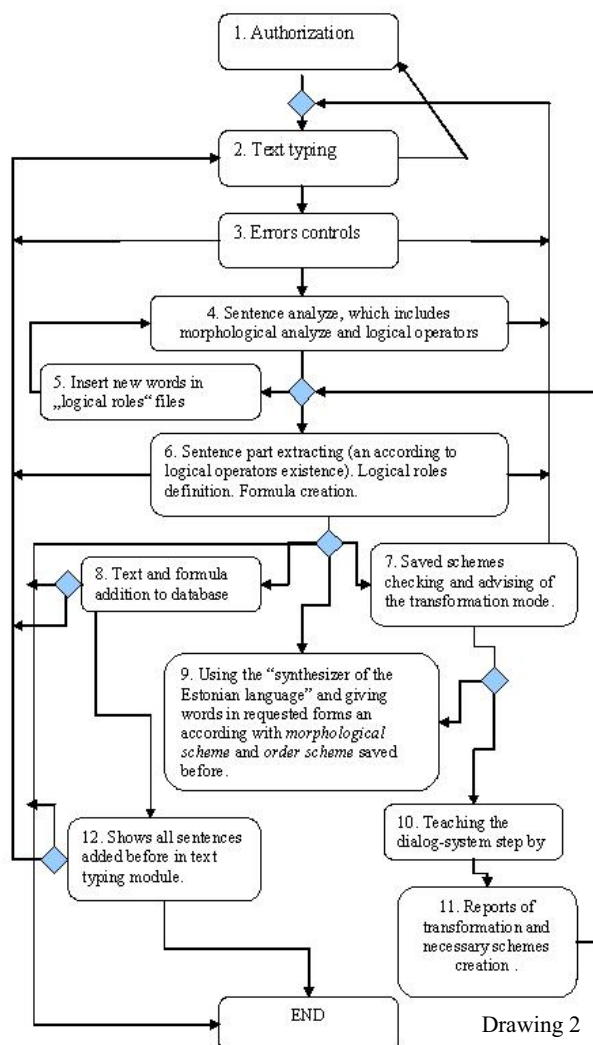 1. Authorization
2. Text typing
3. Errors controls
4. Sentence analyze, which includes
morphological analyze and logical operators
5. Insert new words in
„logical roles“ files
6. Sentence part extracting (an according to
logical operators existence). Logical roles
definition. Formula creation.
7. Saved schemes
checking and advising of
the transformation mode.
8. Text and formula
addition to database
9. Using the “synthesizer of the
Estonian language” and giving
words in requested forms an
according with morphological
scheme and order scheme saved
before.
10. Teaching the
dialog-system step by
11. Reports of
transformation and
necessary schemes
creation .
12. Shows all sentences
added before in text
typing module.
END
Drawing 2